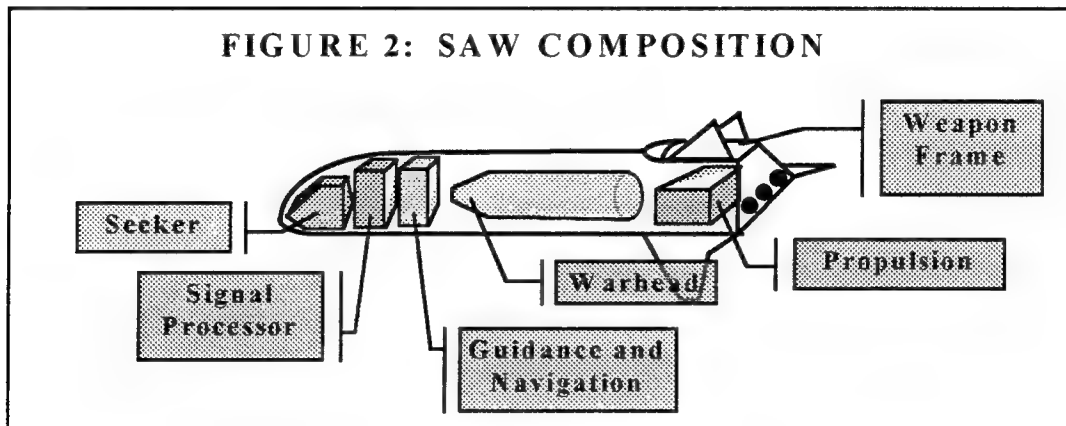 FIGURE 2: SAW COMPOSITION
Weapon
Frame
Seeker
Propulsion
Warhead
Signal
Processor
Guidance and
Navigation